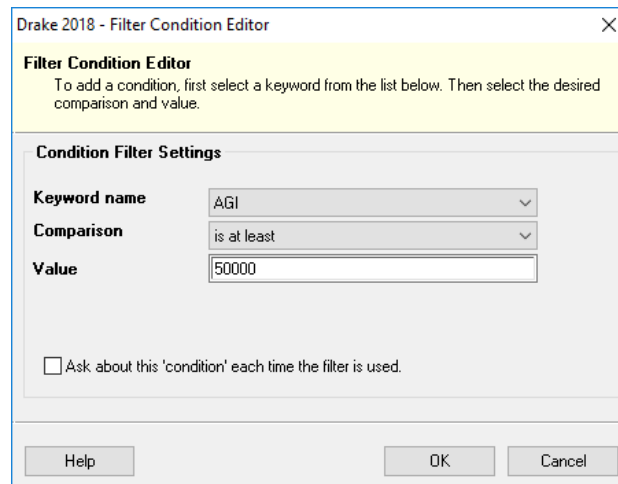 Drake 2018 - Filter Condition Editor
Filter Condition Editor
To add a condition, first select a keyword from the list below. Then select the desired
comparison and value.
Condition Filter Settings
Keyword name AGI
Comparison is at least
Value 50000
Ask about this 'condition' each time the filter is used.
Help OK Cancel